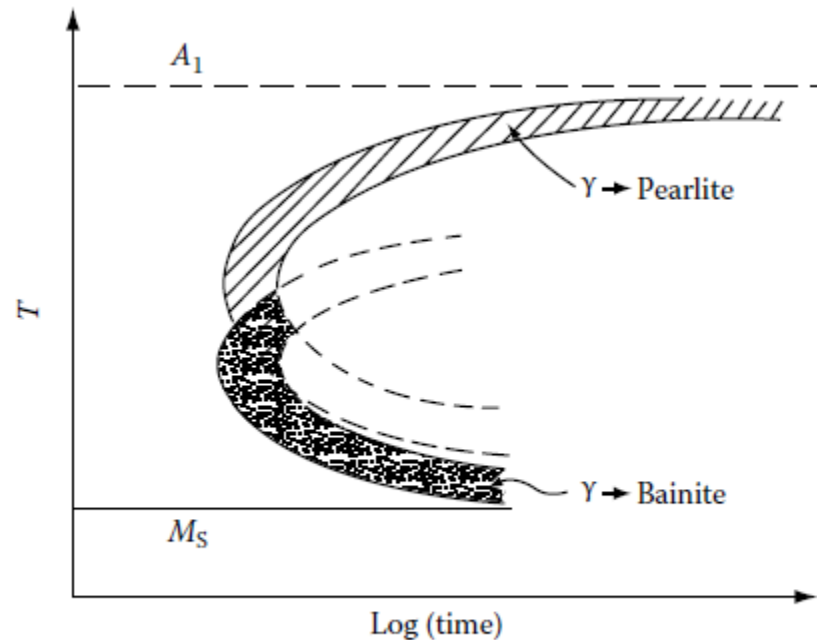 A₁
γ → Pearlite
T
γ → Bainite
Mₛ
Log (time)